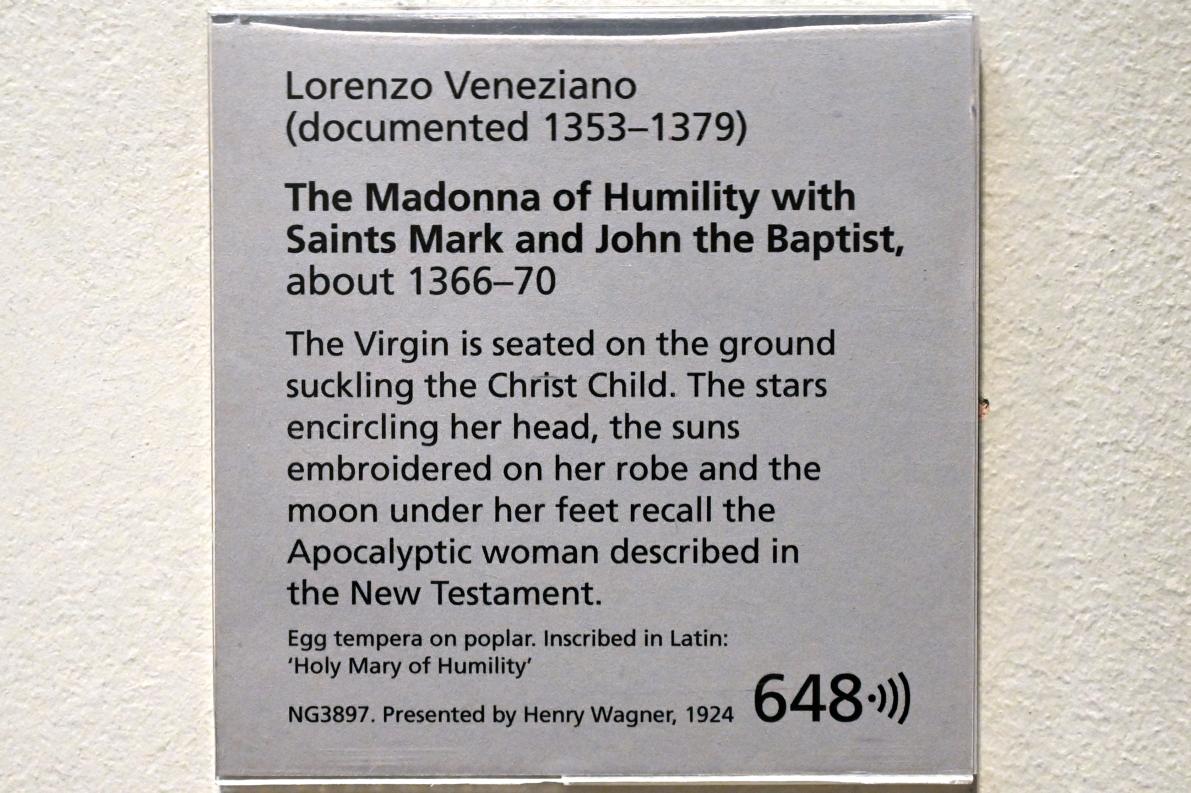 Lorenzo Veneziano
(documented 1353–1379)
The Madonna of Humility with
Saints Mark and John the Baptist,
about 1366–70
The Virgin is seated on the ground
suckling the Christ Child. The stars
encircling her head, the suns
embroidered on her robe and the
moon under her feet recall the
Apocalyptic woman described in
the New Testament.
Egg tempera on poplar. Inscribed in Latin:
‘Holy Mary of Humility’
NG3897. Presented by Henry Wagner, 1924 648